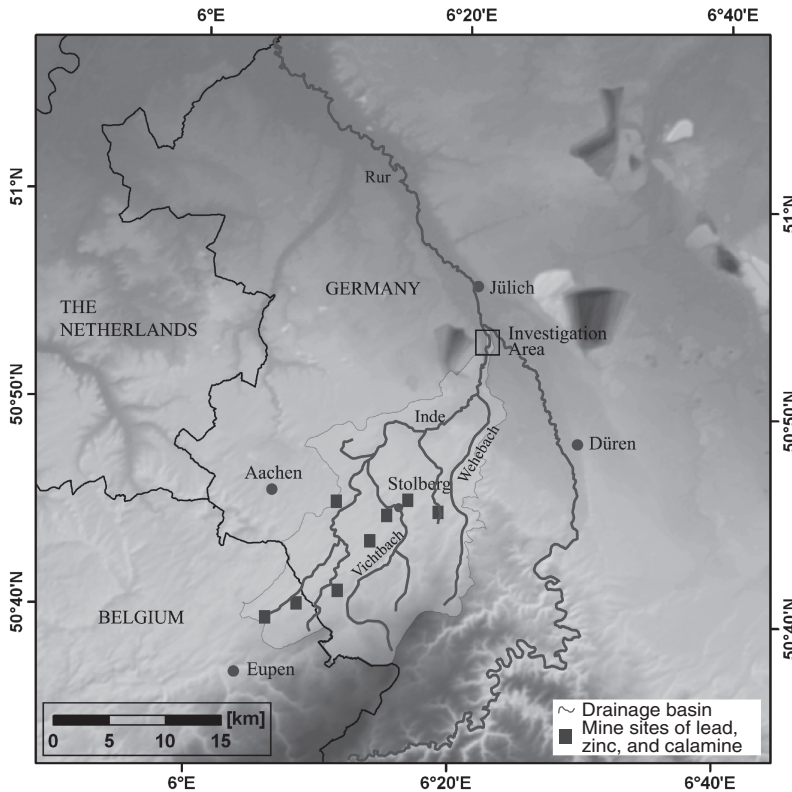 6°E 6°20'E 6°40'E
51°N
51°N
Rur
GERMANY
Jülich
THE
NETHERLANDS
Investigation
Area
50°50'N
50°50'N
Inde
Wehebach
Düren
Aachen
Stolberg
Vichtbach
50°40'N
50°40'N
BELGIUM
Eupen
[km]
0 5 10 15
Drainage basin
Mine sites of lead,
zinc, and calamine
6°E 6°20'E 6°40'E